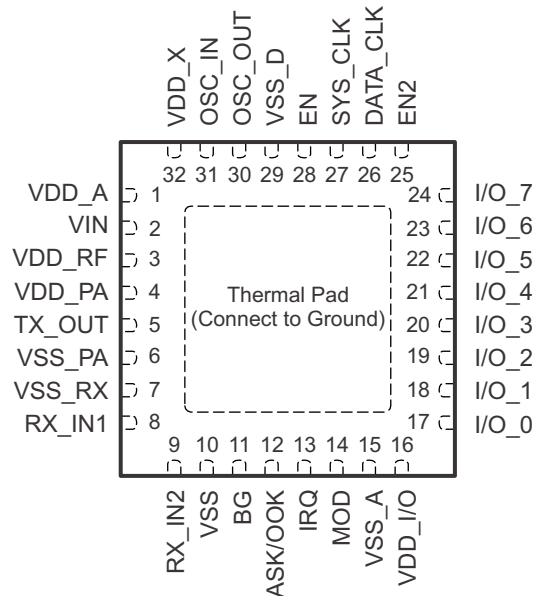 VDD_X
OSC_IN
OSC_OUT
VSS_D
EN
SYS_CLK
DATA_CLK
EN2
32 31 30 29 28 27 26 25
VDD_A 1
VIN 2
VDD_RF 3
VDD_PA 4
TX_OUT 5
VSS_PA 6
VSS_RX 7
RX_IN1 8
Thermal Pad
(Connect to Ground)
24 I/O_7
23 I/O_6
22 I/O_5
21 I/O_4
20 I/O_3
19 I/O_2
18 I/O_1
17 I/O_0
9 10 11 12 13 14 15 16
RX_IN2
VSS
BG
ASK/OOK
IRQ
MOD
VSS_A
VDD_I/O